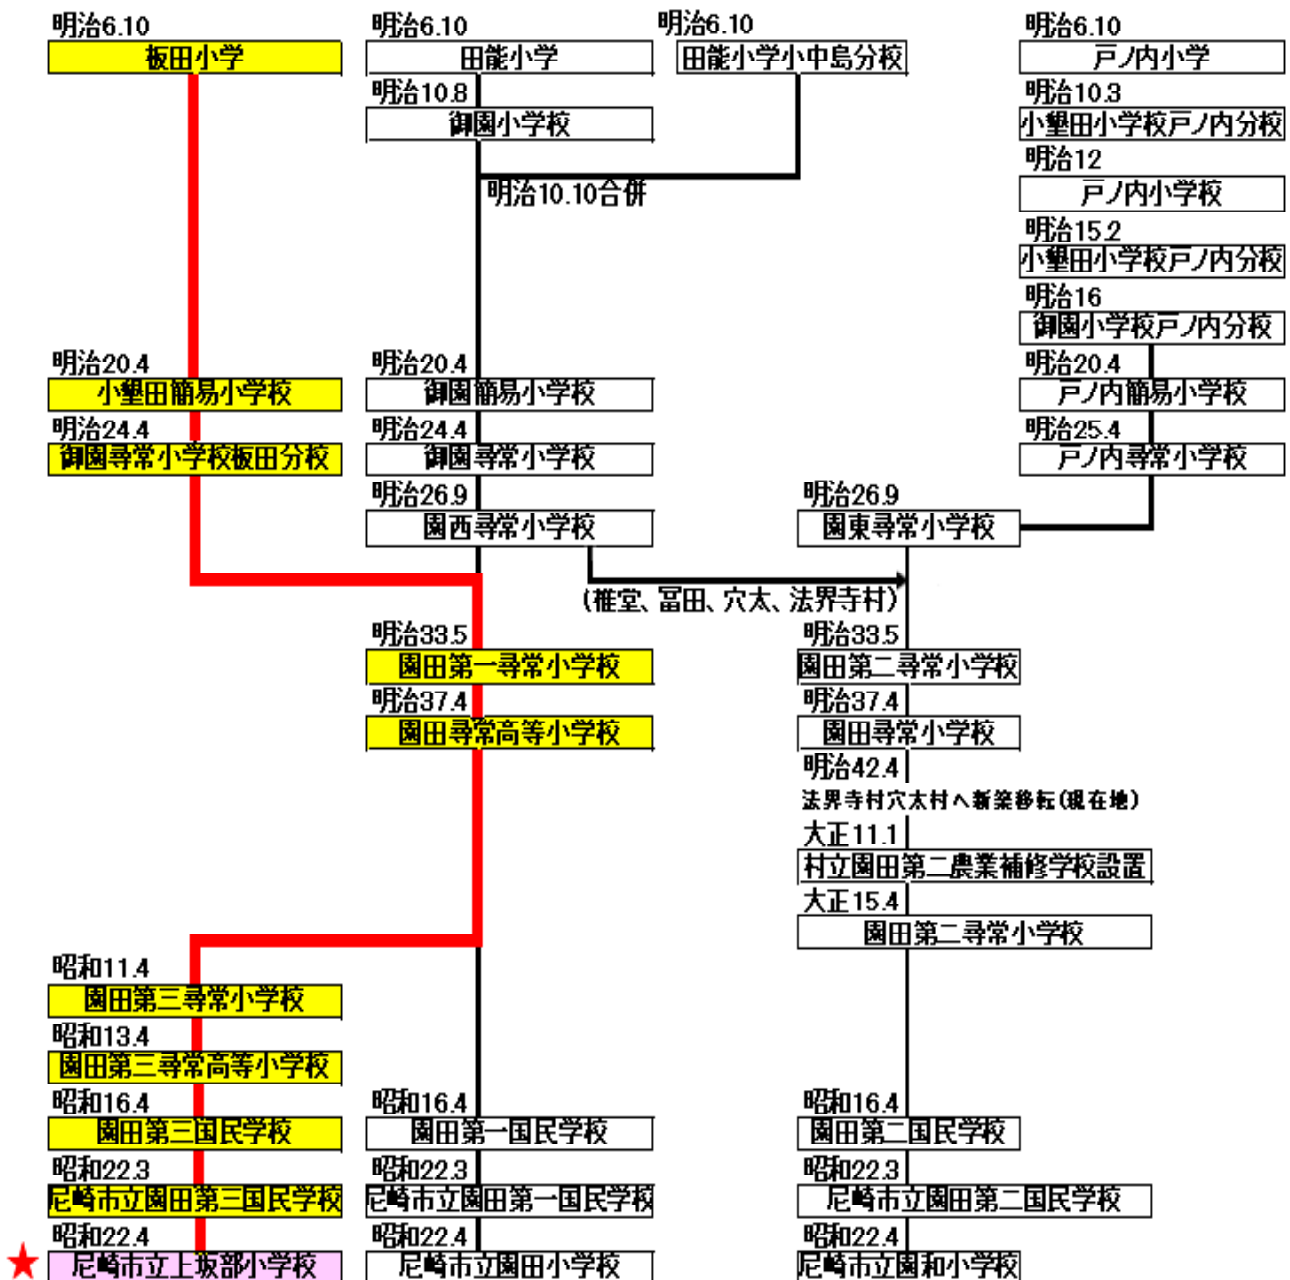 明治6.10
板田小学
明治6.10
田能小学
明治6.10
田能小学小中島分校
明治6.10
戸ノ内小学
明治10.8
御園小学校
明治10.3
小墾田小学校戸ノ内分校
明治10.10合併
明治12
戸ノ内小学校
明治15.2
小墾田小学校戸ノ内分校
明治16
御園小学校戸ノ内分校
明治20.4
小墾田簡易小学校
明治20.4
御園簡易小学校
明治20.4
戸ノ内簡易小学校
明治24.4
御園尋常小学校板田分校
明治24.4
御園尋常小学校
明治25.4
戸ノ内尋常小学校
明治26.9
園西尋常小学校
明治26.9
園東尋常小学校
(椎堂、冨田、穴太、法界寺村)
明治33.5
園田第一尋常小学校
明治33.5
園田第二尋常小学校
明治37.4
園田尋常高等小学校
明治37.4
園田尋常小学校
明治42.4
法界寺村穴太村へ新築移転(現在地)
大正11.1
村立園田第二農業補修学校設置
大正15.4
園田第二尋常小学校
昭和11.4
園田第三尋常小学校
昭和13.4
園田第三尋常高等小学校
昭和16.4
園田第三国民学校
昭和16.4
園田第一国民学校
昭和16.4
園田第二国民学校
昭和22.3
尼崎市立園田第三国民学校
昭和22.3
尼崎市立園田第一国民学校
昭和22.3
尼崎市立園田第二国民学校
昭和22.4
尼崎市立上坂部小学校
昭和22.4
尼崎市立園田小学校
昭和22.4
尼崎市立園和小学校